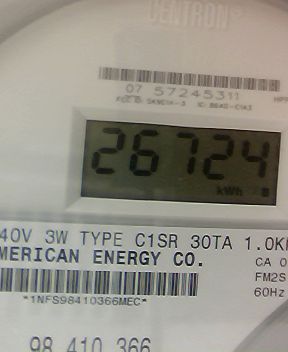 CENTRON
07 57245311
26724
kWh
40V 3W TYPE C1SR 30TA 1.0K
MERICAN ENERGY CO.
CA 0
FM2S
*1NFS98410366MEC*
60Hz
98 410 366